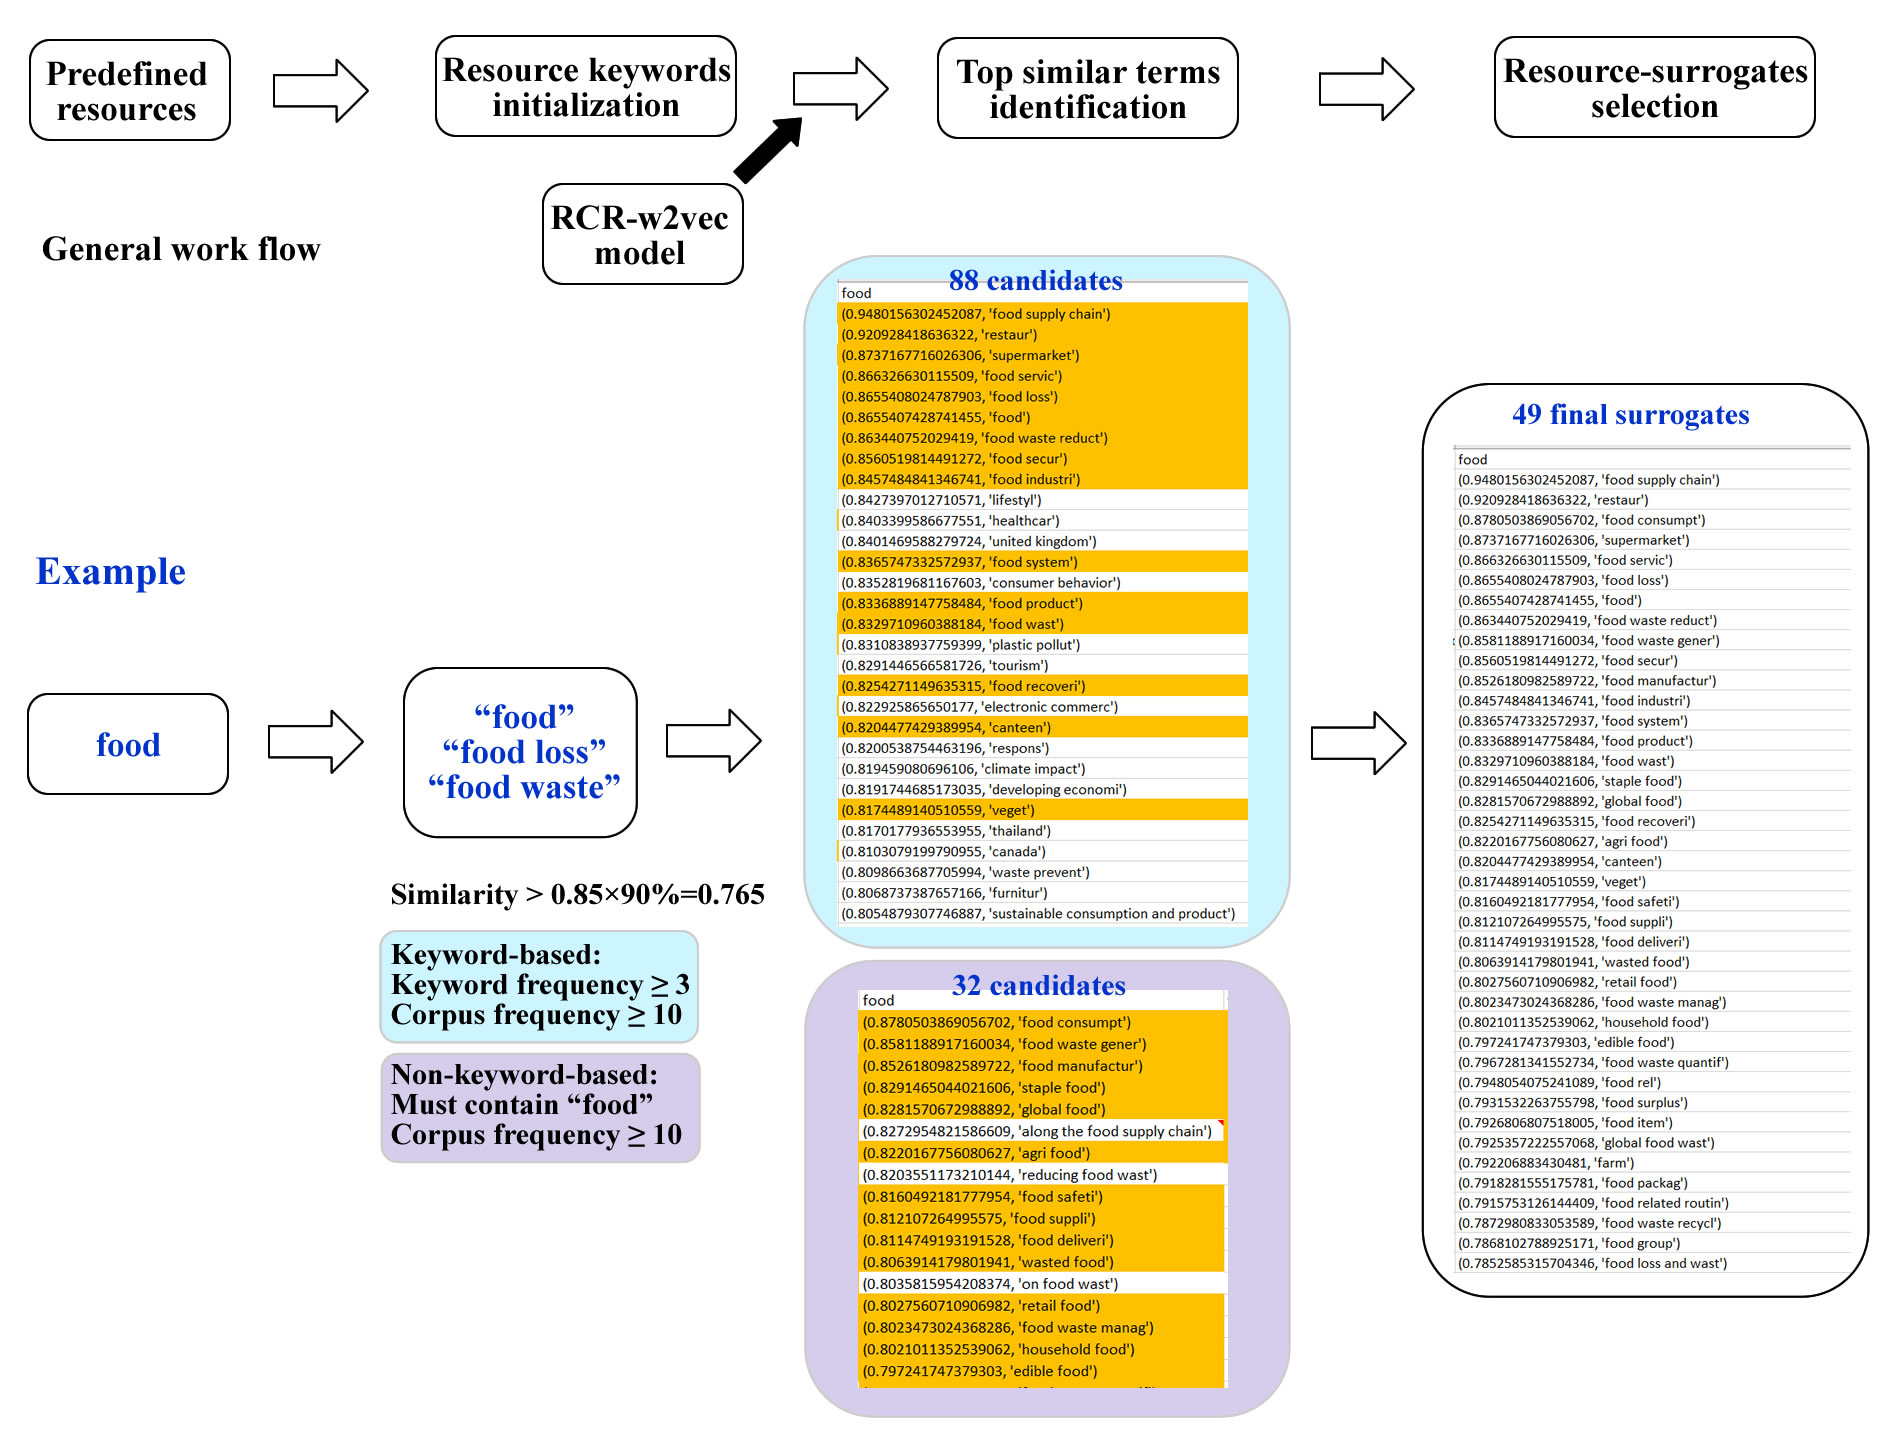 Predefined
resources
Resource keywords
initialization
Top similar terms
identification
Resource-surrogates
selection
RCR-w2vec
model
General work flow
Example
food
“food”
“food loss”
“food waste”
Similarity > 0.85×90%=0.765
Keyword-based:
Keyword frequency ≥ 3
Corpus frequency ≥ 10
Non-keyword-based:
Must contain “food”
Corpus frequency ≥ 10
88 candidates
food
(0.9480156302452087, 'food supply chain')
(0.920928418636322, 'restaur')
(0.8737167716026306, 'supermarket')
(0.866326630115509, 'food servic')
(0.8655408024787903, 'food loss')
(0.8655407428741455, 'food')
(0.863440752029419, 'food waste reduct')
(0.8560519814491272, 'food secur')
(0.8457484841346741, 'food industri')
(0.8427397012710571, 'lifestyl')
(0.8403399586677551, 'healthcar')
(0.8401469588279724, 'united kingdom')
(0.8365747332572937, 'food system')
(0.8352819681167603, 'consumer behavior')
(0.8336889147758484, 'food product')
(0.8329710960388184, 'food wast')
(0.8310838937759399, 'plastic pollut')
(0.8291446566581726, 'tourism')
(0.8254271149635315, 'food recoveri')
(0.822925865650177, 'electronic commerc')
(0.8204477429389954, 'canteen')
(0.8200538754463196, 'respons')
(0.819459080696106, 'climate impact')
(0.8191744685173035, 'developing economi')
(0.8174489140510559, 'veget')
(0.8170177936553955, 'thailand')
(0.8103079199790955, 'canada')
(0.8098663687705994, 'waste prevent')
(0.8068737387657166, 'furnitur')
(0.8054879307746887, 'sustainable consumption and product')
32 candidates
food
(0.8780503869056702, 'food consumpt')
(0.8581188917160034, 'food waste gener')
(0.8526180982589722, 'food manufactur')
(0.8291465044021606, 'staple food')
(0.8281570672988892, 'global food')
(0.8272954821586609, 'along the food supply chain')
(0.8220167756080627, 'agri food')
(0.8203551173210144, 'reducing food wast')
(0.8160492181777954, 'food safeti')
(0.812107264995575, 'food suppli')
(0.8114749193191528, 'food deliveri')
(0.8063914179801941, 'wasted food')
(0.8035815954208374, 'on food wast')
(0.8027560710906982, 'retail food')
(0.8023473024368286, 'food waste manag')
(0.8021011352539062, 'household food')
(0.797241747379303, 'edible food')
49 final surrogates
food
(0.9480156302452087, 'food supply chain')
(0.920928418636322, 'restaur')
(0.8780503869056702, 'food consumpt')
(0.8737167716026306, 'supermarket')
(0.866326630115509, 'food servic')
(0.8655408024787903, 'food loss')
(0.8655407428741455, 'food')
(0.863440752029419, 'food waste reduct')
(0.8581188917160034, 'food waste gener')
(0.8560519814491272, 'food secur')
(0.8526180982589722, 'food manufactur')
(0.8457484841346741, 'food industri')
(0.8365747332572937, 'food system')
(0.8336889147758484, 'food product')
(0.8329710960388184, 'food wast')
(0.8291465044021606, 'staple food')
(0.8281570672988892, 'global food')
(0.8254271149635315, 'food recoveri')
(0.8220167756080627, 'agri food')
(0.8204477429389954, 'canteen')
(0.8174489140510559, 'veget')
(0.8160492181777954, 'food safeti')
(0.812107264995575, 'food suppli')
(0.8114749193191528, 'food deliveri')
(0.8063914179801941, 'wasted food')
(0.8027560710906982, 'retail food')
(0.8023473024368286, 'food waste manag')
(0.8021011352539062, 'household food')
(0.797241747379303, 'edible food')
(0.7967281341552734, 'food waste quantif')
(0.7948054075241089, 'food rel')
(0.7931532263755798, 'food surplus')
(0.7926806807518005, 'food item')
(0.7925357222557068, 'global food wast')
(0.792206883430481, 'farm')
(0.7918281555175781, 'food packag')
(0.7915753126144409, 'food related routin')
(0.7872980833053589, 'food waste recycl')
(0.7868102788925171, 'food group')
(0.7852585315704346, 'food loss and wast')